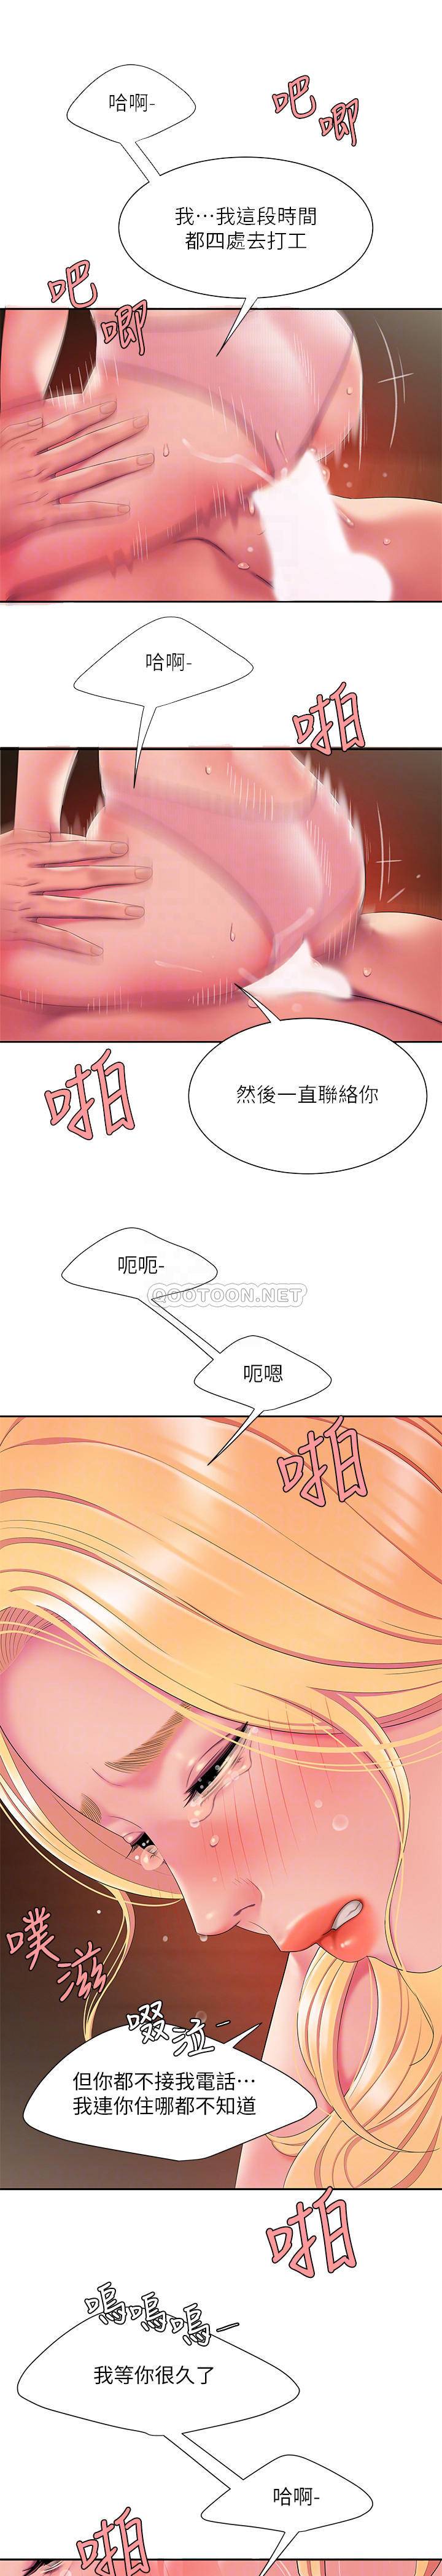 哈啊-
吧
唧
我…我這段時間
都四處去打工
吧
唧
哈啊-
啪
啪
然後一直聯絡你
呃呃-
QOOTOON.NET
呃嗯
啪
噗
滋
啜泣-
但你都不接我電話…
我連你住哪都不知道
啪
嗚嗚嗚-
我等你很久了
哈啊-
啪